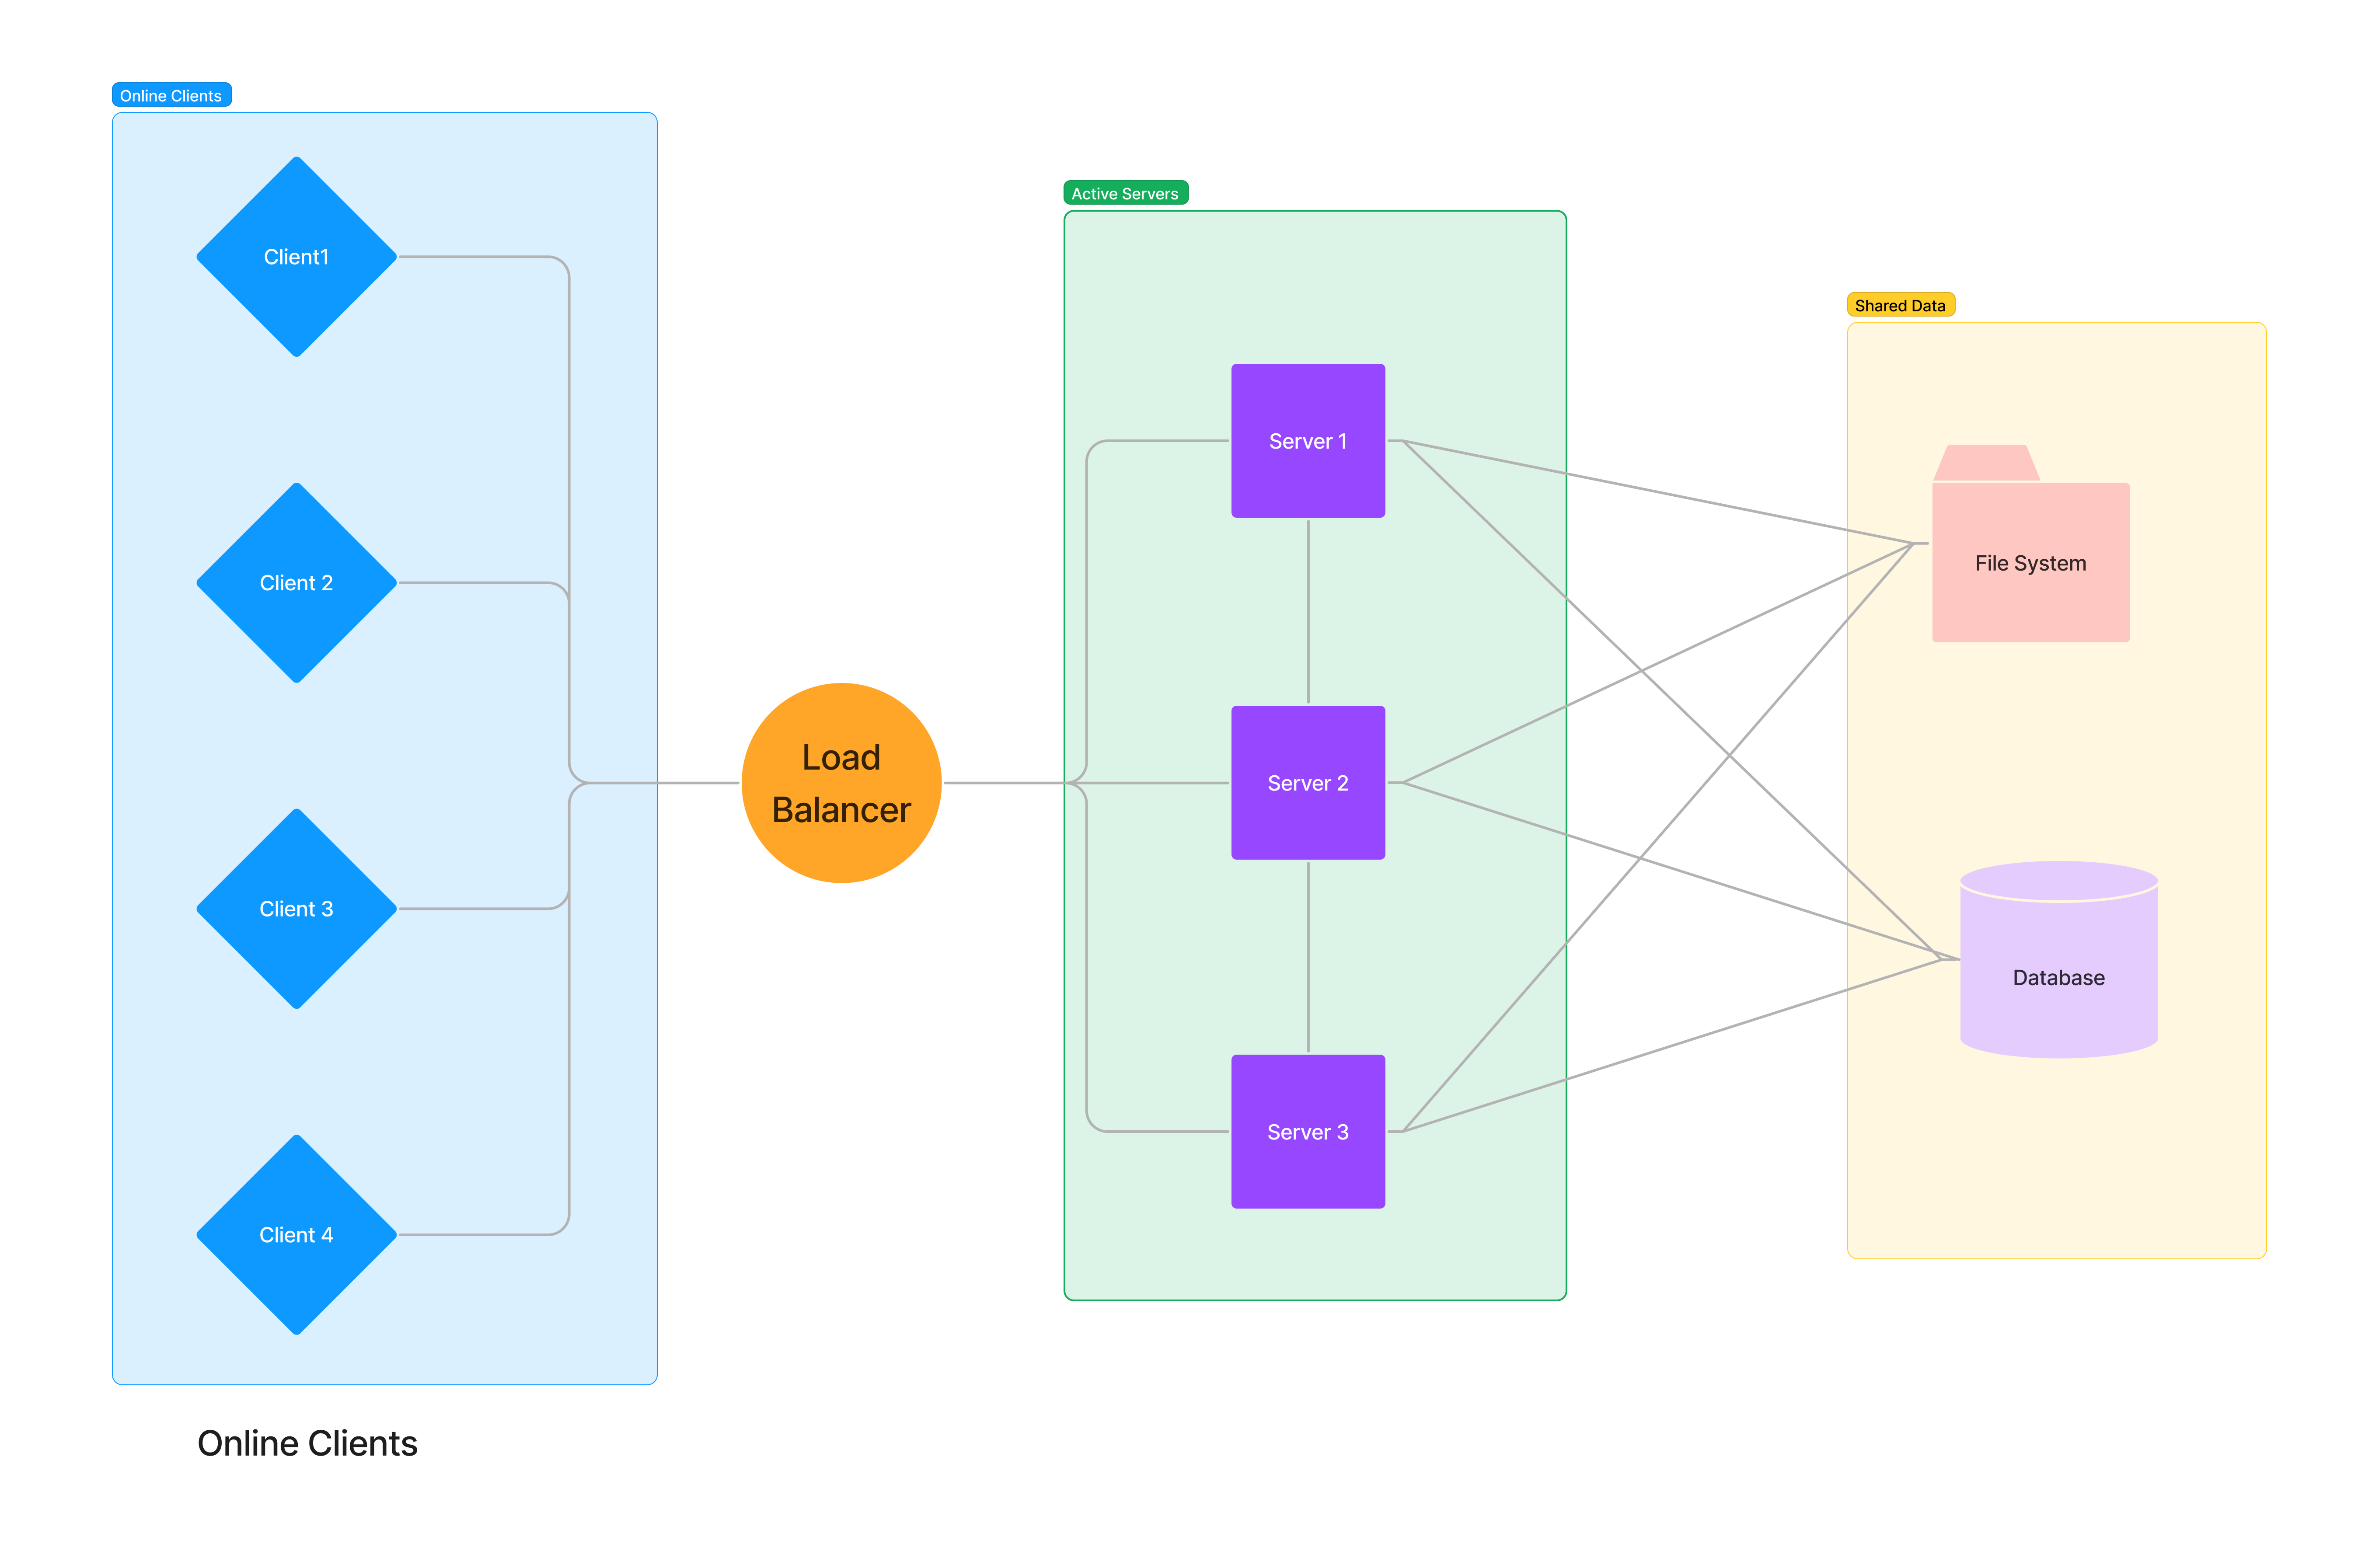 Online Clients
Client1
Client 2
Client 3
Client 4
Online Clients
Load
Balancer
Active Servers
Server 1
Server 2
Server 3
Shared Data
File System
Database